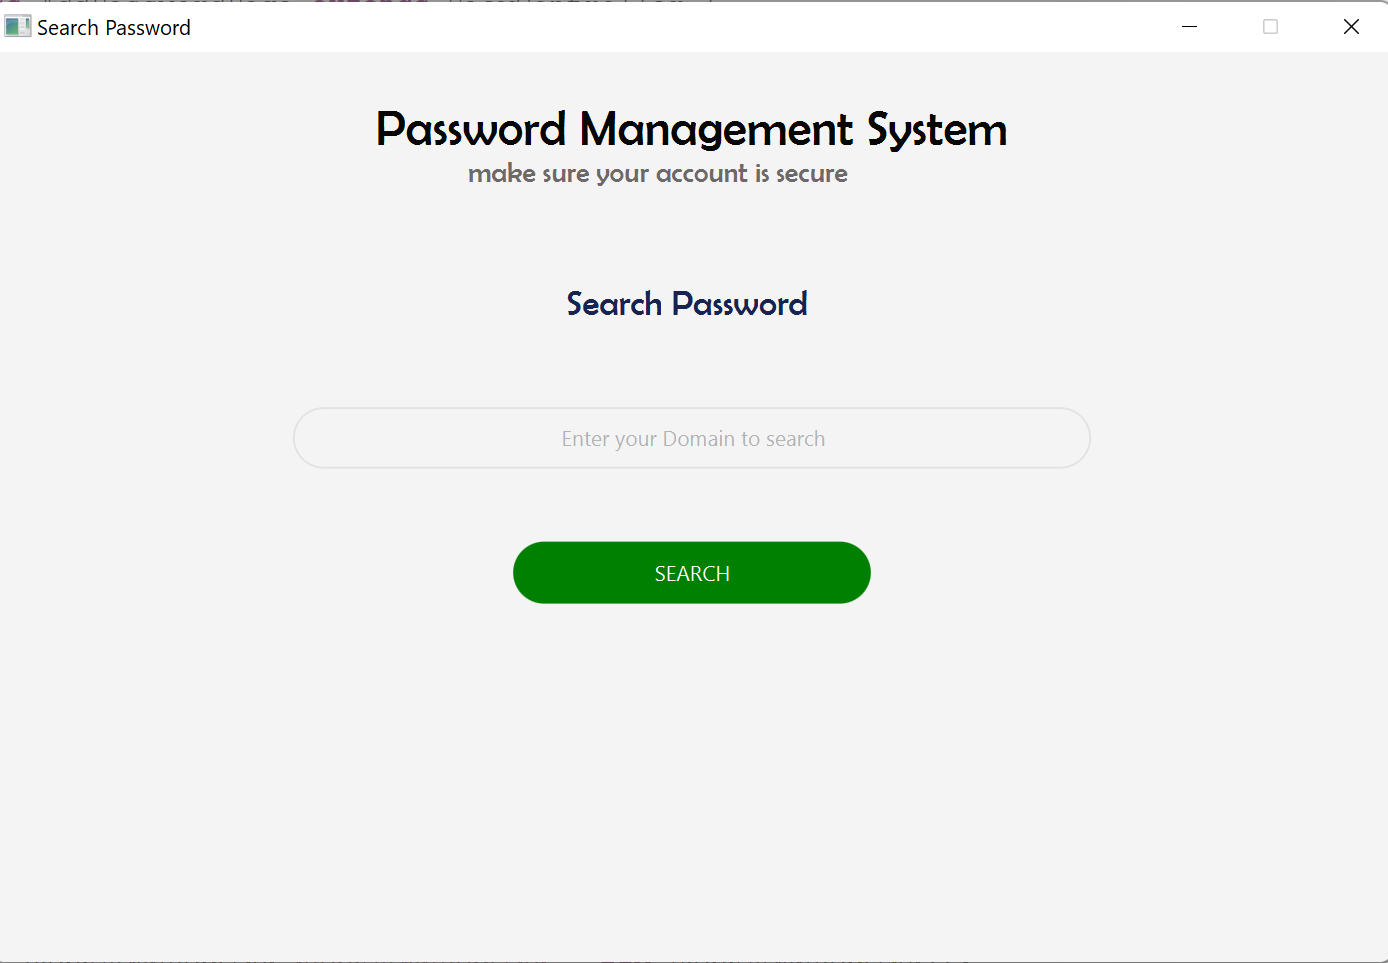 Search Password
Password Management System
make sure your account is secure
Search Password
Enter your Domain to search
SEARCH